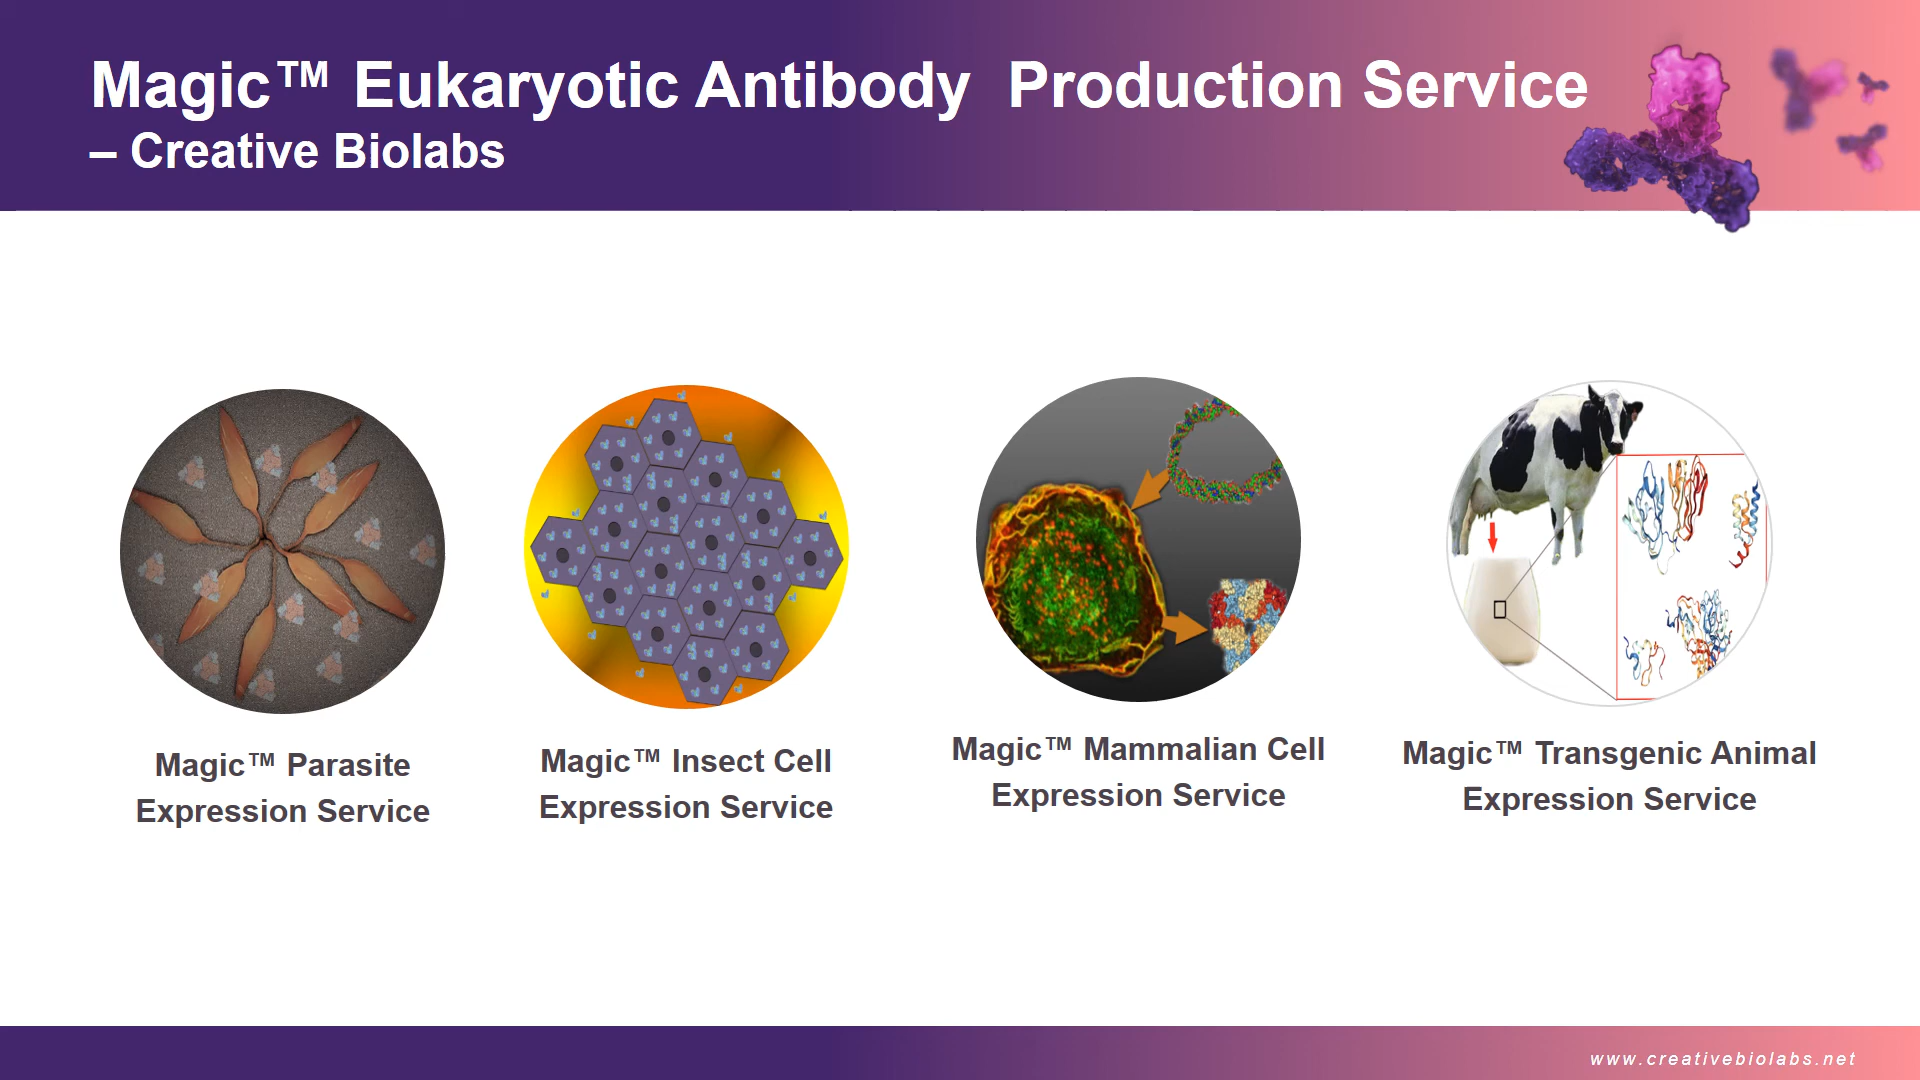 Magic™ Eukaryotic Antibody  Production Service
– Creative Biolabs
Magic™ Parasite
Expression Service
Magic™ Insect Cell
Expression Service
Magic™ Mammalian Cell
Expression Service
Magic™ Transgenic Animal
Expression Service
www.creativebiolabs.net